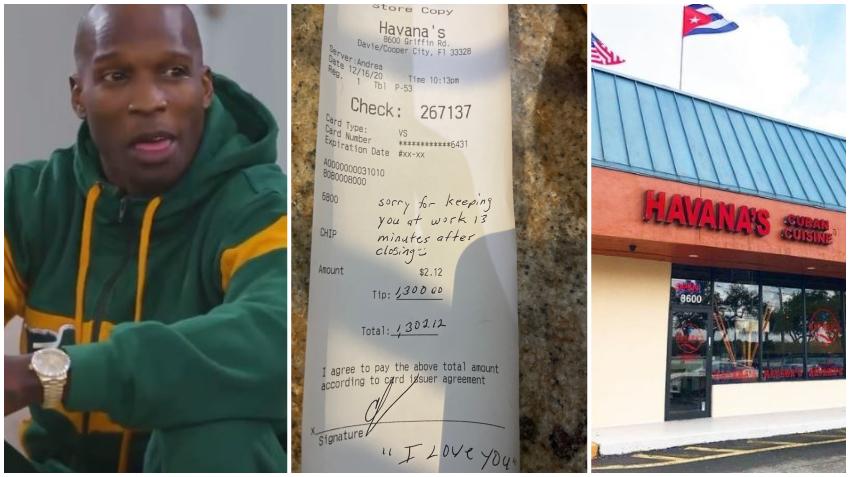 Store Copy
Havana's
8600 Griffin Rd.
Davie/Cooper City, Fl 33328
Server:Andrea
Date 12/16/20 Time 10:13pm
Reg. 1 Tbl P-53
Check: 267137
Card Type: VS
Card Number ************6431
Expiration Date #xx-xx
A0000000031010
8080008000
6800
sorry for keeping
you at work 13
CHIP
minutes after
closing
Amount $2.12
Tip: 1,300.00
Total: 1,302.12
I agree to pay the above total amount
according to card issuer agreement
x
Signature
"I LOVE YOU"
HAVANA'S CUBAN
CUISINE
8600